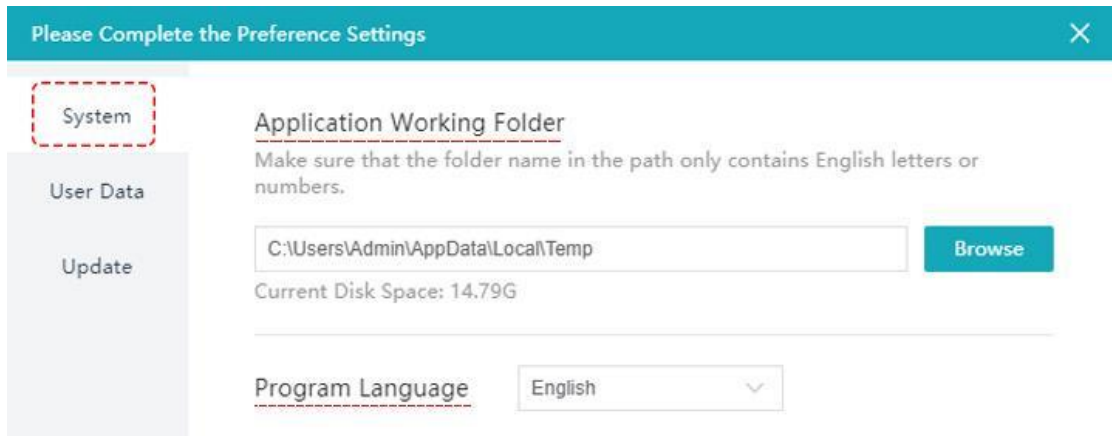 Please Complete the Preference Settings
System
User Data
Update
Application Working Folder
Make sure that the folder name in the path only contains English letters or
numbers.
C:\Users\Admin\AppData\Local\Temp
Browse
Current Disk Space: 14.79G
Program Language
English